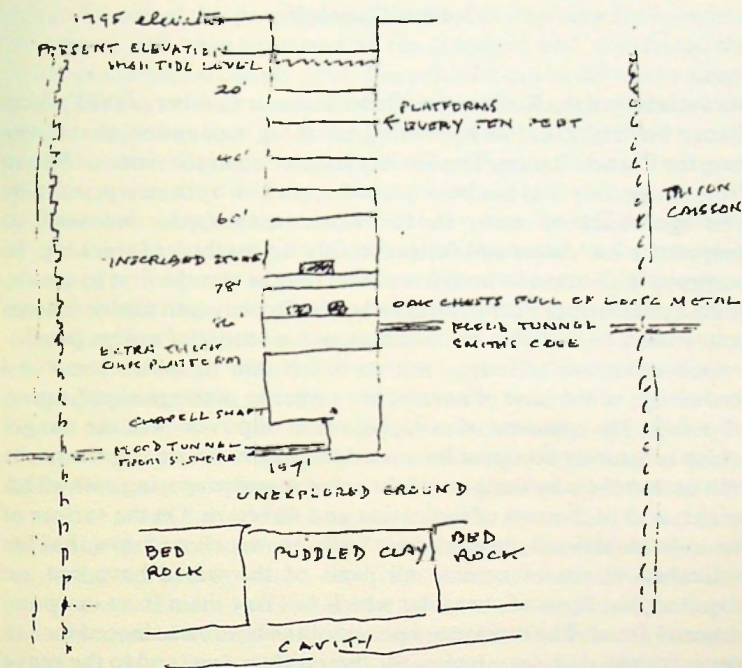 1795 elevation
PRESENT ELEVATION
HIGH TIDE LEVEL
20'
PLATFORMS
EVERY TEN FEET
40'
60'
TRITON
CAISSON
INSCRIBED STONE
78'
OAK CHESTS FULL OF LOOSE METAL
FLOOD TUNNEL
SMITH'S COVE
EXTRA THICK
OAK PLATFORM
CHAPELL SHAFT
FLOOD TUNNEL
SHORE
UNEXPLORED GROUND
BED
ROCK
PUDDLED CLAY
BED
ROCK
CAVITY